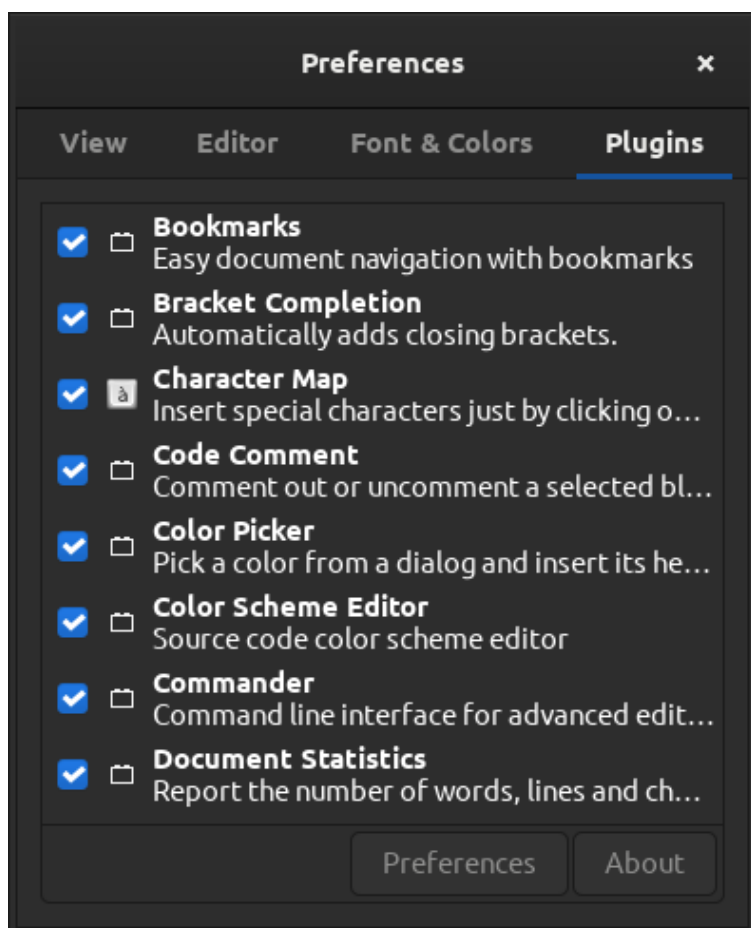 Preferences
View Editor Font & Colors Plugins
Bookmarks
Easy document navigation with bookmarks
Bracket Completion
Automatically adds closing brackets.
à Character Map
Insert special characters just by clicking o…
Code Comment
Comment out or uncomment a selected bl…
Color Picker
Pick a color from a dialog and insert its he…
Color Scheme Editor
Source code color scheme editor
Commander
Command line interface for advanced edit…
Document Statistics
Report the number of words, lines and ch…
Preferences About